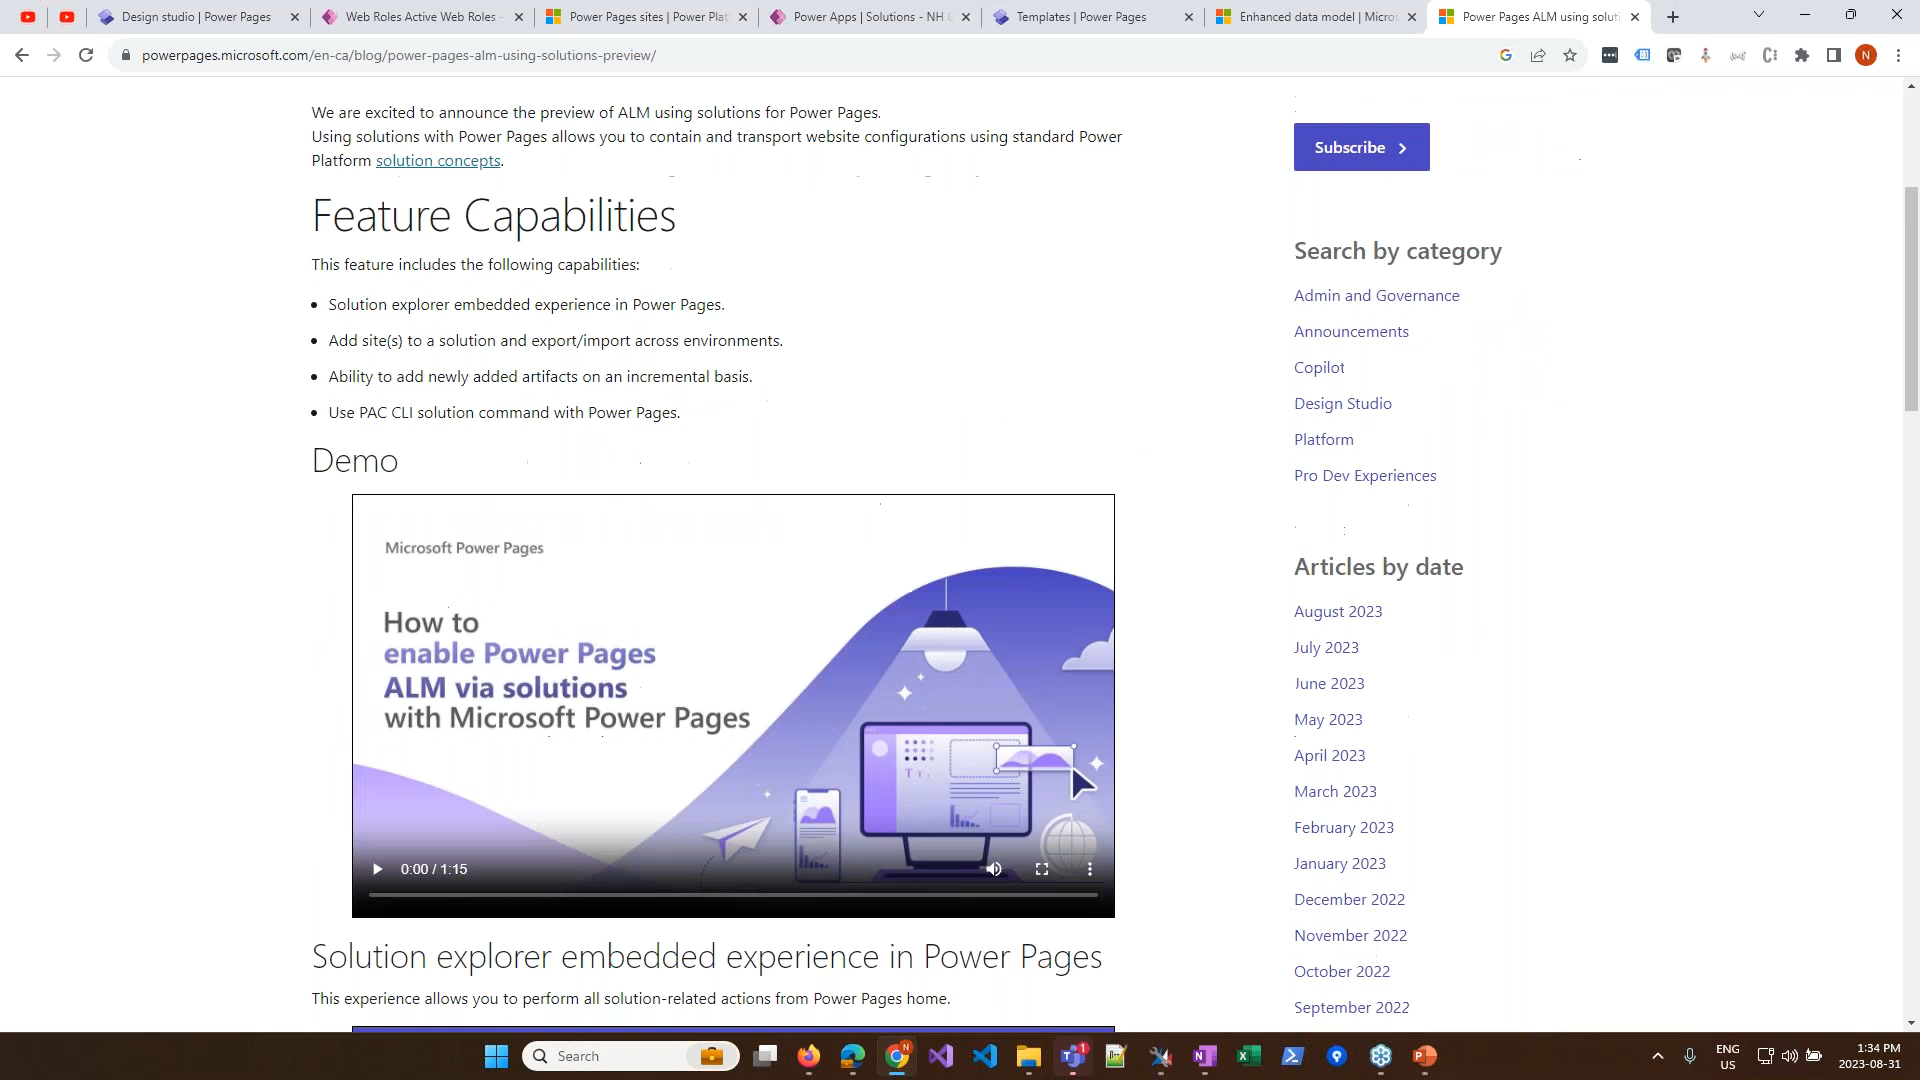 Design studio | Power Pages
Web Roles Active Web Roles -
Power Pages sites | Power Plat
Power Apps | Solutions - NH C
Templates | Power Pages
Enhanced data model | Micros
Power Pages ALM using soluti
powerpages.microsoft.com/en-ca/blog/power-pages-alm-using-solutions-preview/
N
We are excited to announce the preview of ALM using solutions for Power Pages.
Using solutions with Power Pages allows you to contain and transport website configurations using standard Power
Platform solution concepts.
Feature Capabilities
This feature includes the following capabilities:
• Solution explorer embedded experience in Power Pages.
• Add site(s) to a solution and export/import across environments.
• Ability to add newly added artifacts on an incremental basis.
• Use PAC CLI solution command with Power Pages.
Demo
Microsoft Power Pages
How to
enable Power Pages
ALM via solutions
with Microsoft Power Pages
0:00 / 1:15
Solution explorer embedded experience in Power Pages
This experience allows you to perform all solution-related actions from Power Pages home.
Subscribe
Search by category
Admin and Governance
Announcements
Copilot
Design Studio
Platform
Pro Dev Experiences
Articles by date
August 2023
July 2023
June 2023
May 2023
April 2023
March 2023
February 2023
January 2023
December 2022
November 2022
October 2022
September 2022
Search
ENG
US
1:34 PM
2023-08-31